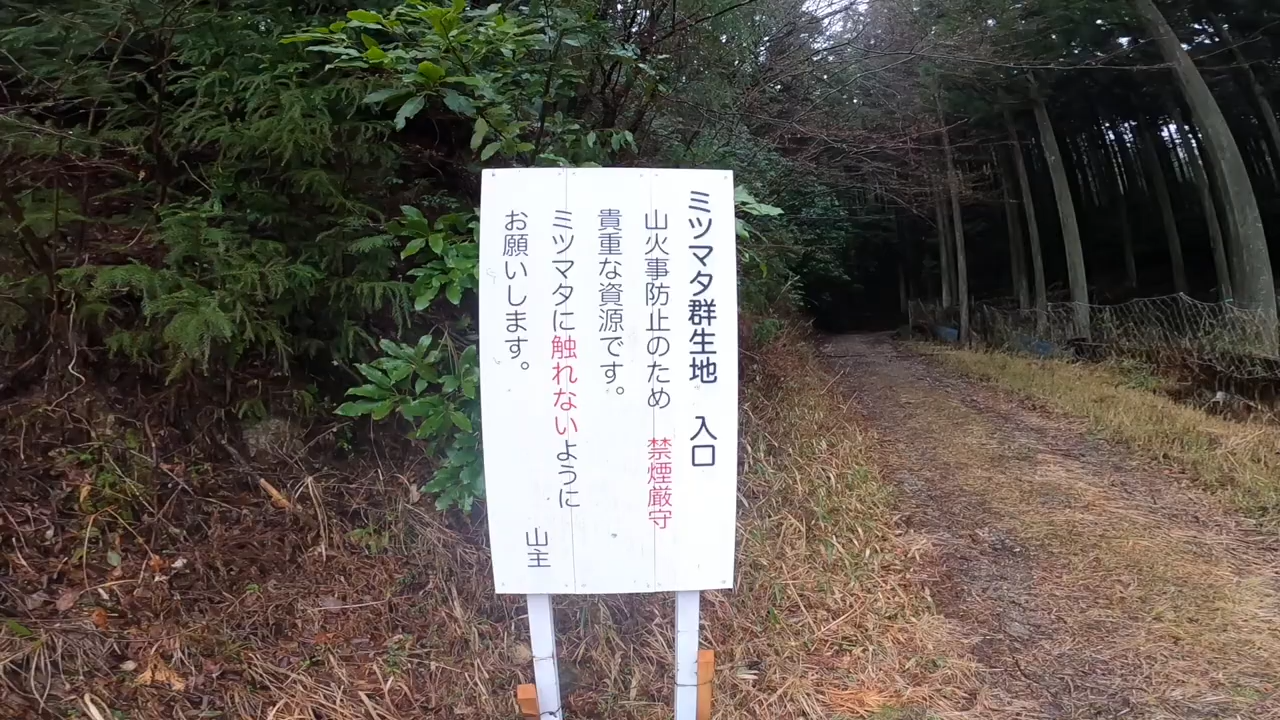 ミツマタ群生地　入口
山火事防止のため　禁煙厳守
貴重な資源です。
ミツマタに触れないように
お願いします。
山主